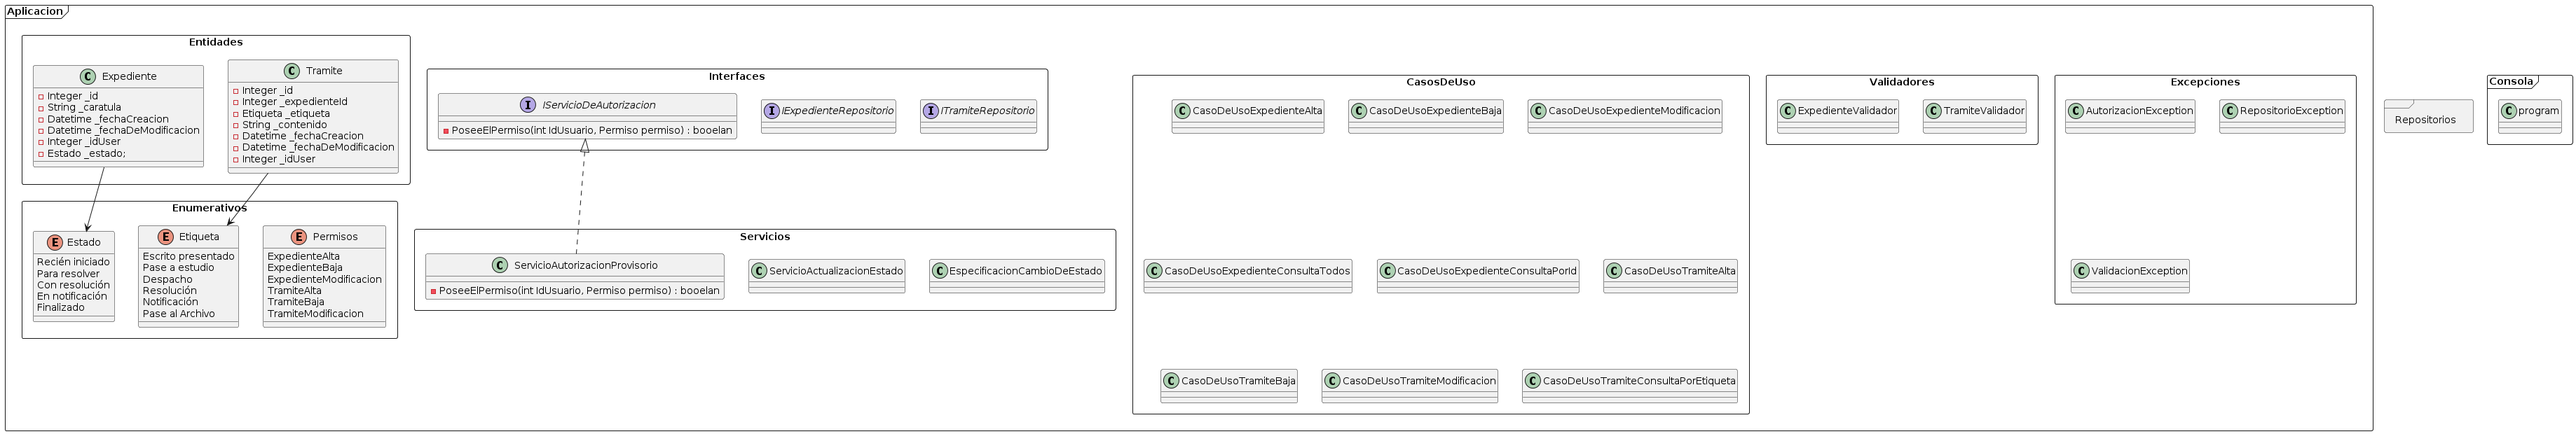 Aplicacion
Entidades
Expediente
Integer _id
String _caratula
Datetime _fechaCreacion
Datetime _fechaDeModificacion
Integer _idUser
Estado _estado;
Tramite
Integer _id
Integer _expedienteId
Etiqueta _etiqueta
String _contenido
Datetime _fechaCreacion
Datetime _fechaDeModificacion
Integer _idUser
Enumerativos
Estado
Recién iniciado
Para resolver
Con resolución
En notificación
Finalizado
Etiqueta
Escrito presentado
Pase a estudio
Despacho
Resolución
Notificación
Pase al Archivo
Permisos
ExpedienteAlta
ExpedienteBaja
ExpedienteModificacion
TramiteAlta
TramiteBaja
TramiteModificacion
Interfaces
IServicioDeAutorizacion
PoseeElPermiso(int IdUsuario, Permiso permiso) : booelan
IExpedienteRepositorio
ITramiteRepositorio
Servicios
ServicioAutorizacionProvisorio
PoseeElPermiso(int IdUsuario, Permiso permiso) : booelan
ServicioActualizacionEstado
EspecificacionCambioDeEstado
CasosDeUso
CasoDeUsoExpedienteAlta
CasoDeUsoExpedienteBaja
CasoDeUsoExpedienteModificacion
CasoDeUsoExpedienteConsultaTodos
CasoDeUsoExpedienteConsultaPorId
CasoDeUsoTramiteAlta
CasoDeUsoTramiteBaja
CasoDeUsoTramiteModificacion
CasoDeUsoTramiteConsultaPorEtiqueta
Validadores
ExpedienteValidador
TramiteValidador
Excepciones
AutorizacionException
RepositorioException
ValidacionException
Repositorios
Consola
program